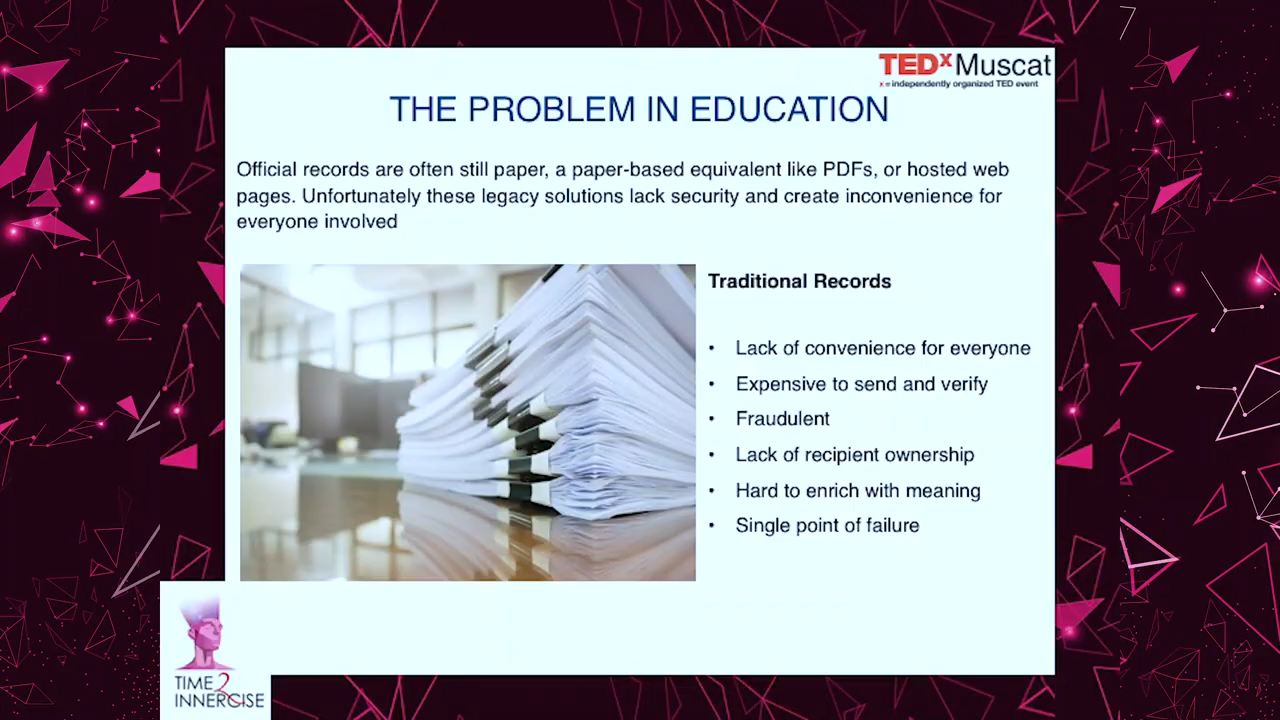 TEDxMuscat
x = independently organized TED event
THE PROBLEM IN EDUCATION
Official records are often still paper, a paper-based equivalent like PDFs, or hosted web
pages. Unfortunately these legacy solutions lack security and create inconvenience for
everyone involved
Traditional Records
• Lack of convenience for everyone
• Expensive to send and verify
• Fraudulent
• Lack of recipient ownership
• Hard to enrich with meaning
• Single point of failure
TIME 2
INNERCISE